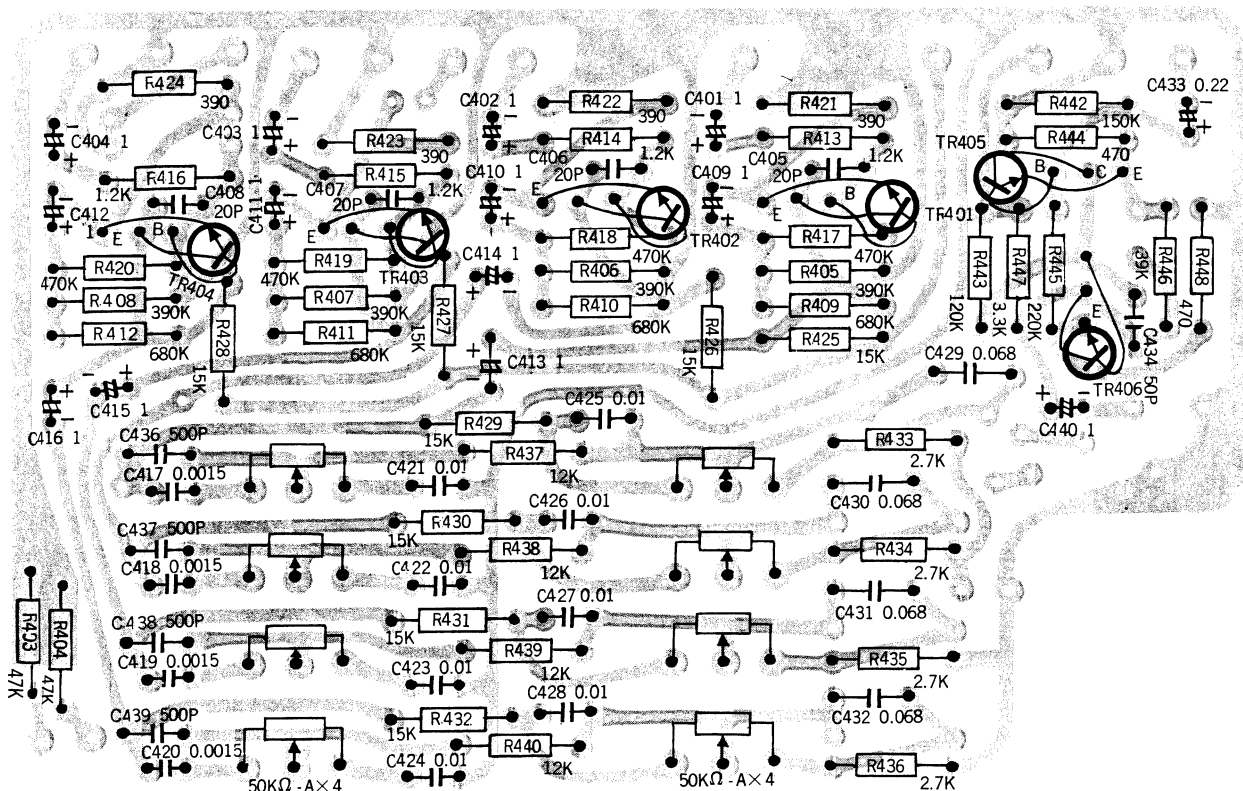 R424
390
C404 1
R416
1.2K
C408
20P
C412
1
E
B
R420
470K
TR404
R408
390K
R412
680K
R428
15K
C415 1
C416 1
C403 1
R423
390
R415
1.2K
C407
20P
C411 1
E
R419
470K
TR403
R407
390K
R411
680K
R427
15K
C402 1
R422
390
R414
1.2K
C406
20P
C410 1
E
TR402
R418
470K
C414 1
R406
390K
R410
680K
C413 1
R426
15K
C401 1
R421
390
R413
1.2K
C405
20P
C409 1
E
B
TR401
R417
470K
R405
390K
R409
680K
R425
15K
C433 0.22
R442
150K
R444
470
TR405
B
C
E
R443
120K
R447
3.3K
R445
220K
39K
R446
470
R448
E
C434 50P
TR406
C429 0.068
C440 1
R429
15K
C425 0.01
R437
12K
R433
2.7K
C436 500P
C417 0.0015
C421 0.01
C426 0.01
C430 0.068
R430
15K
C437 500P
C418 0.0015
R438
12K
R434
2.7K
C422 0.01
C427 0.01
C431 0.068
R431
15K
C438 500P
C419 0.0015
R439
12K
R435
2.7K
C423 0.01
C428 0.01
C432 0.068
R403
47K
R404
47K
R432
15K
C439 500P
C420 0.0015
R440
12K
C424 0.01
R436
2.7K
50KΩ-A×4
50KΩ-A×4